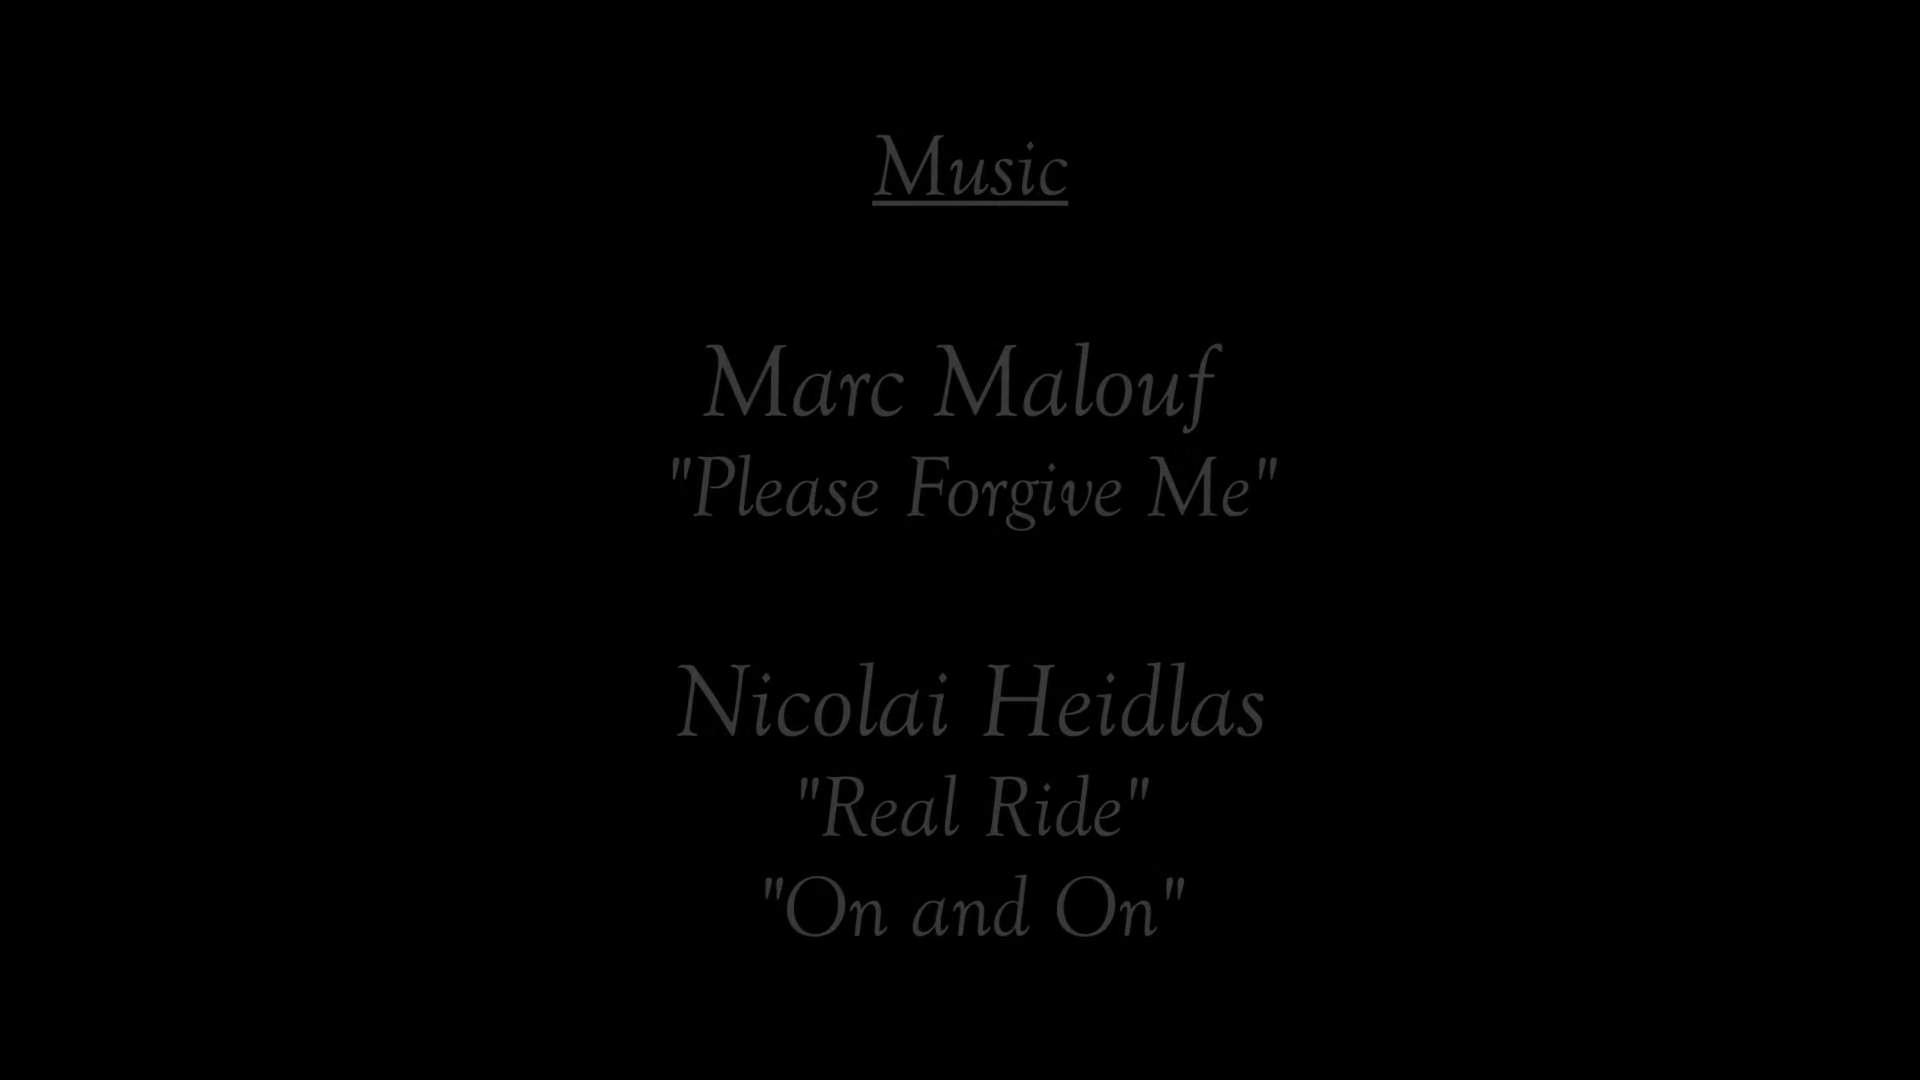 Music
Marc Malouf
"Please Forgive Me"
Nicolai Heidlas
"Real Ride"
"On and On"